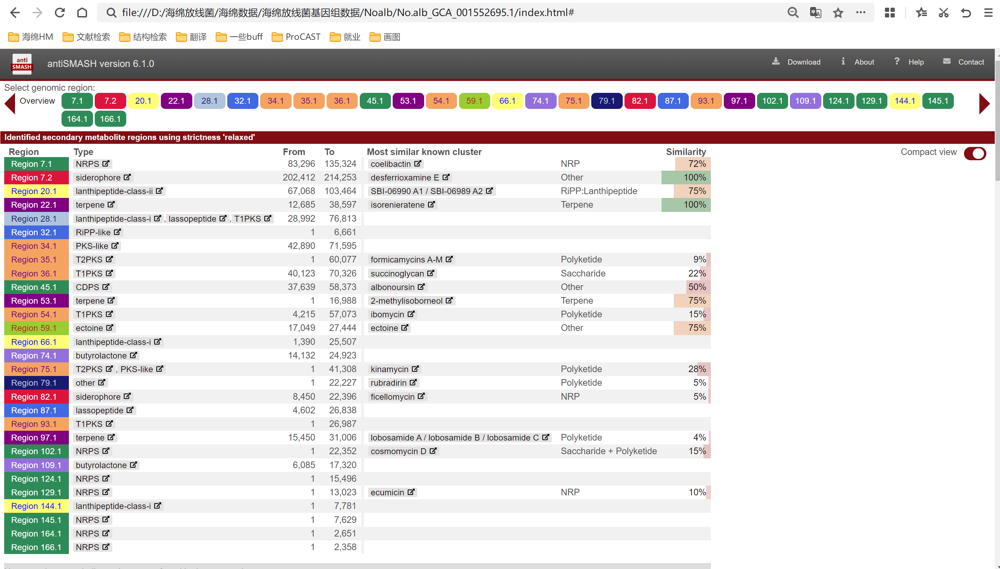 file:///D:/海绵放线菌/海绵数据/海绵放线菌基因组数据/Noalb/No.alb_GCA_001552695.1/index.html#
海绵HM 文献检索 结构检索 翻译 一些buff ProCAST 就业 画图
anti SMASH antiSMASH version 6.1.0 Download About Help Contact
Select genomic region:
Overview 7.1 7.2 20.1 22.1 28.1 32.1 34.1 35.1 36.1 45.1 53.1 54.1 59.1 66.1 74.1 75.1 79.1 82.1 87.1 93.1 97.1 102.1 109.1 124.1 129.1 144.1 145.1
164.1 166.1
Identified secondary metabolite regions using strictness 'relaxed'
Region Type From To Most similar known cluster Similarity Compact view
Region 7.1 NRPS 83,296 135,324 coelibactin NRP 72%
Region 7.2 siderophore 202,412 214,253 desferrioxamine E Other 100%
Region 20.1 lanthipeptide-class-ii 67,068 103,464 SBI-06990 A1 / SBI-06989 A2 RiPP:Lanthipeptide 75%
Region 22.1 terpene 12,685 38,597 isorenieratene Terpene 100%
Region 28.1 lanthipeptide-class-i , lassopeptide , T1PKS 28,992 76,813
Region 32.1 RiPP-like 1 6,661
Region 34.1 PKS-like 42,890 71,595
Region 35.1 T2PKS 1 60,077 formicamycins A-M Polyketide 9%
Region 36.1 T1PKS 40,123 70,326 succinoglycan Saccharide 22%
Region 45.1 CDPS 37,639 58,373 albonoursin Other 50%
Region 53.1 terpene 1 16,988 2-methylisoborneol Terpene 75%
Region 54.1 T1PKS 4,215 57,073 ibomycin Polyketide 15%
Region 59.1 ectoine 17,049 27,444 ectoine Other 75%
Region 66.1 lanthipeptide-class-i 1,390 25,507
Region 74.1 butyrolactone 14,132 24,923
Region 75.1 T2PKS , PKS-like 1 41,308 kinamycin Polyketide 28%
Region 79.1 other 1 22,227 rubradirin Polyketide 5%
Region 82.1 siderophore 8,450 22,396 ficellomycin NRP 5%
Region 87.1 lassopeptide 4,602 26,838
Region 93.1 T1PKS 1 26,987
Region 97.1 terpene 15,450 31,006 lobosamide A / lobosamide B / lobosamide C Polyketide 4%
Region 102.1 NRPS 1 22,352 cosmomycin D Saccharide + Polyketide 15%
Region 109.1 butyrolactone 6,085 17,320
Region 124.1 NRPS 1 15,496
Region 129.1 NRPS 1 13,023 ecumicin NRP 10%
Region 144.1 lanthipeptide-class-i 1 7,781
Region 145.1 NRPS 1 7,629
Region 164.1 NRPS 1 2,651
Region 166.1 NRPS 1 2,358